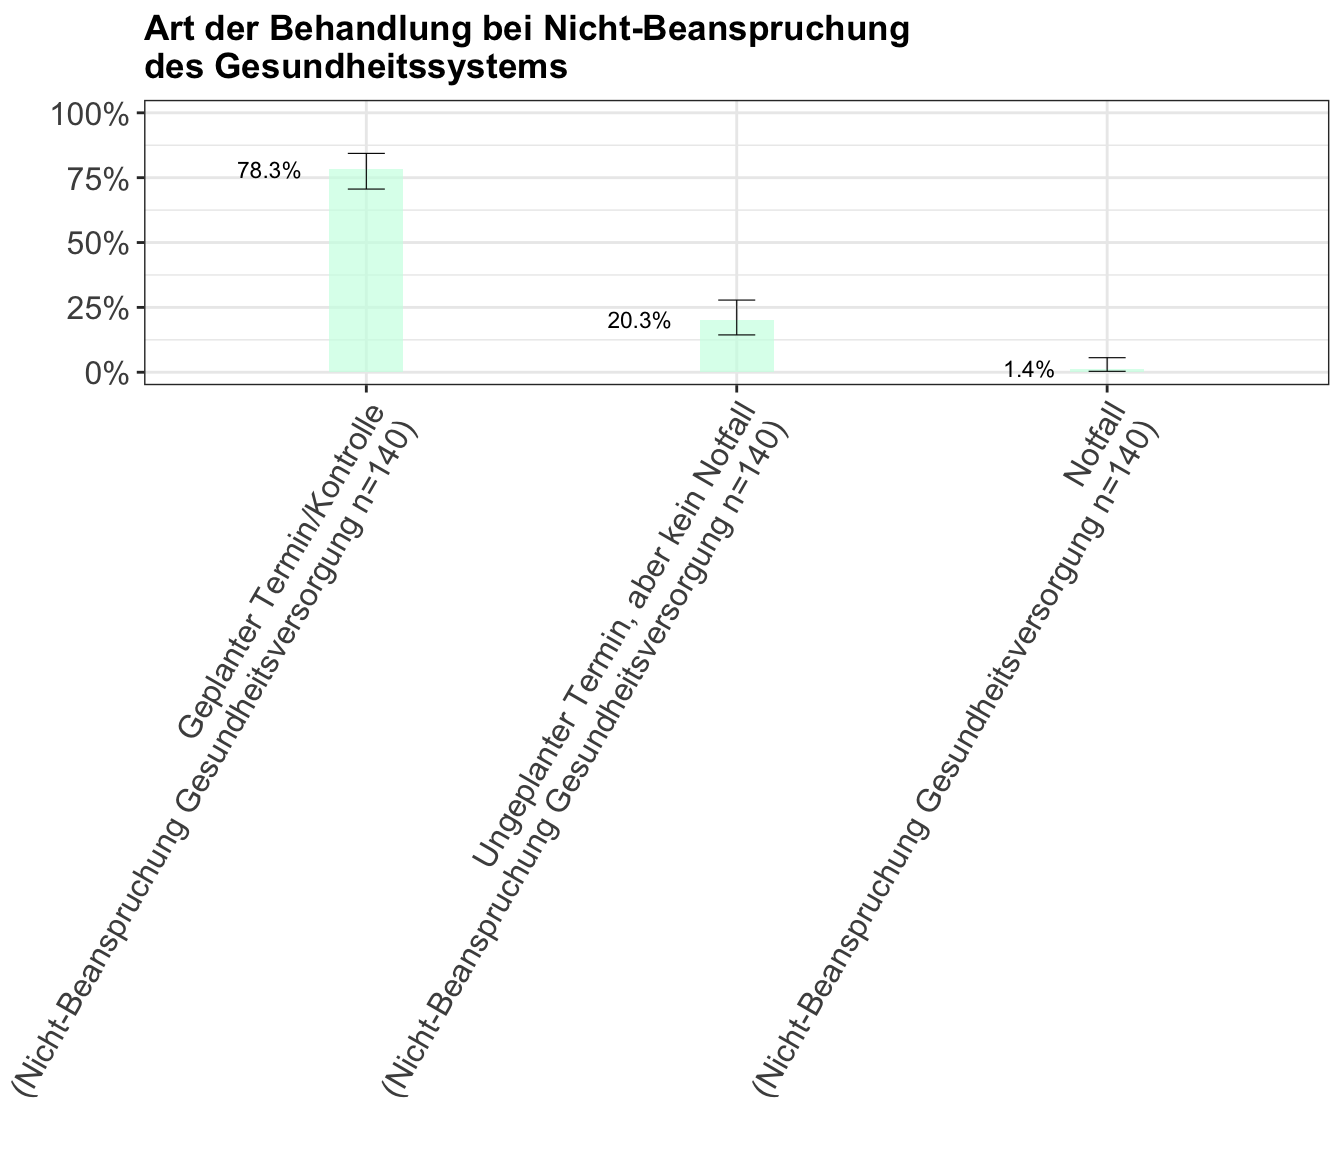 Art der Behandlung bei Nicht-Beanspruchung
des Gesundheitssystems
100%
75%
50%
25%
0%
78.3%
20.3%
1.4%
Geplanter Termin/Kontrolle
(Nicht-Beanspruchung Gesundheitsversorgung n=140)
Ungeplanter Termin, aber kein Notfall
(Nicht-Beanspruchung Gesundheitsversorgung n=140)
Notfall
(Nicht-Beanspruchung Gesundheitsversorgung n=140)